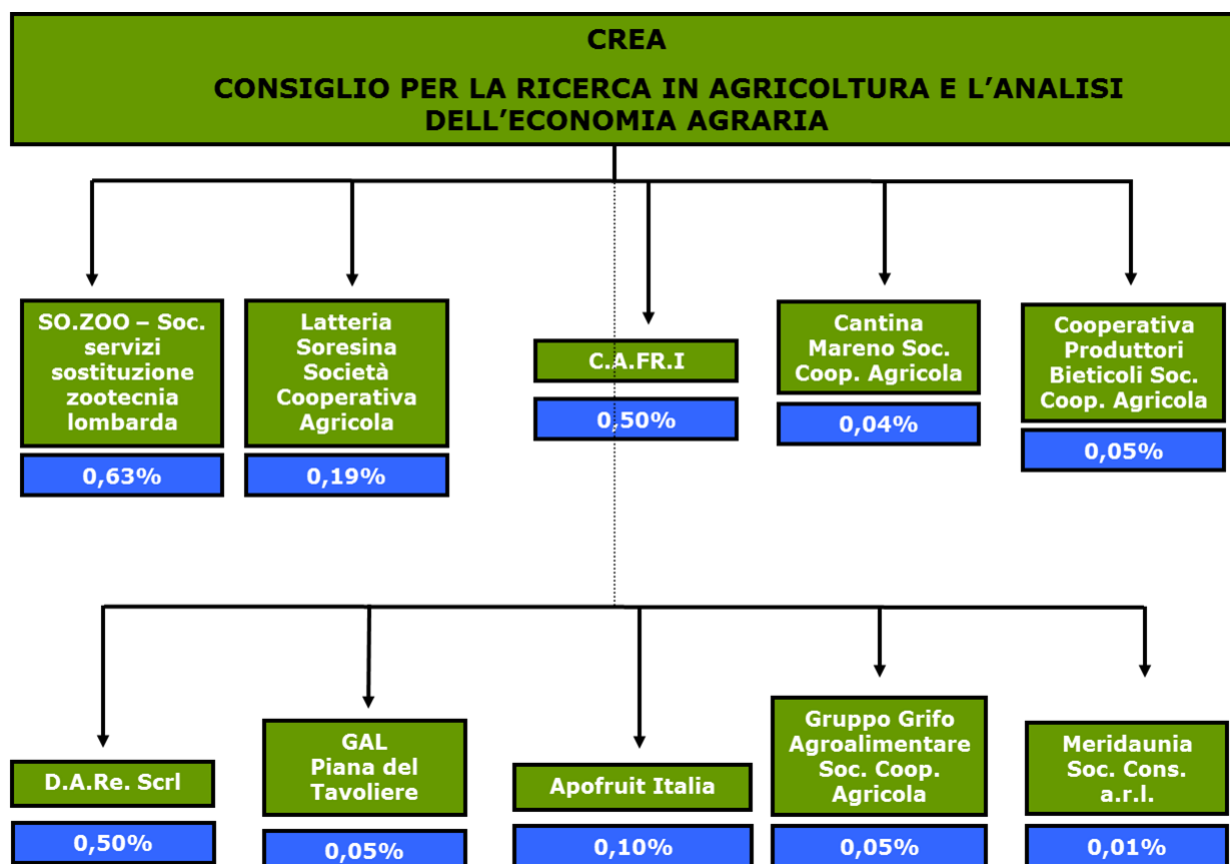 CREA
CONSIGLIO PER LA RICERCA IN AGRICOLTURA E L’ANALISI
DELL’ECONOMIA AGRARIA
SO.ZOO – Soc.
servizi
sostituzione
zootecnia
lombarda
0,63%
Latteria
Soresina
Società
Cooperativa
Agricola
0,19%
C.A.FR.I
0,50%
Cantina
Mareno Soc.
Coop. Agricola
0,04%
Cooperativa
Produttori
Bieticoli Soc.
Coop. Agricola
0,05%
D.A.Re. Scrl
0,50%
GAL
Piana del
Tavoliere
0,05%
Apofruit Italia
0,10%
Gruppo Grifo
Agroalimentare
Soc. Coop.
Agricola
0,05%
Meridaunia
Soc. Cons.
a.r.l.
0,01%